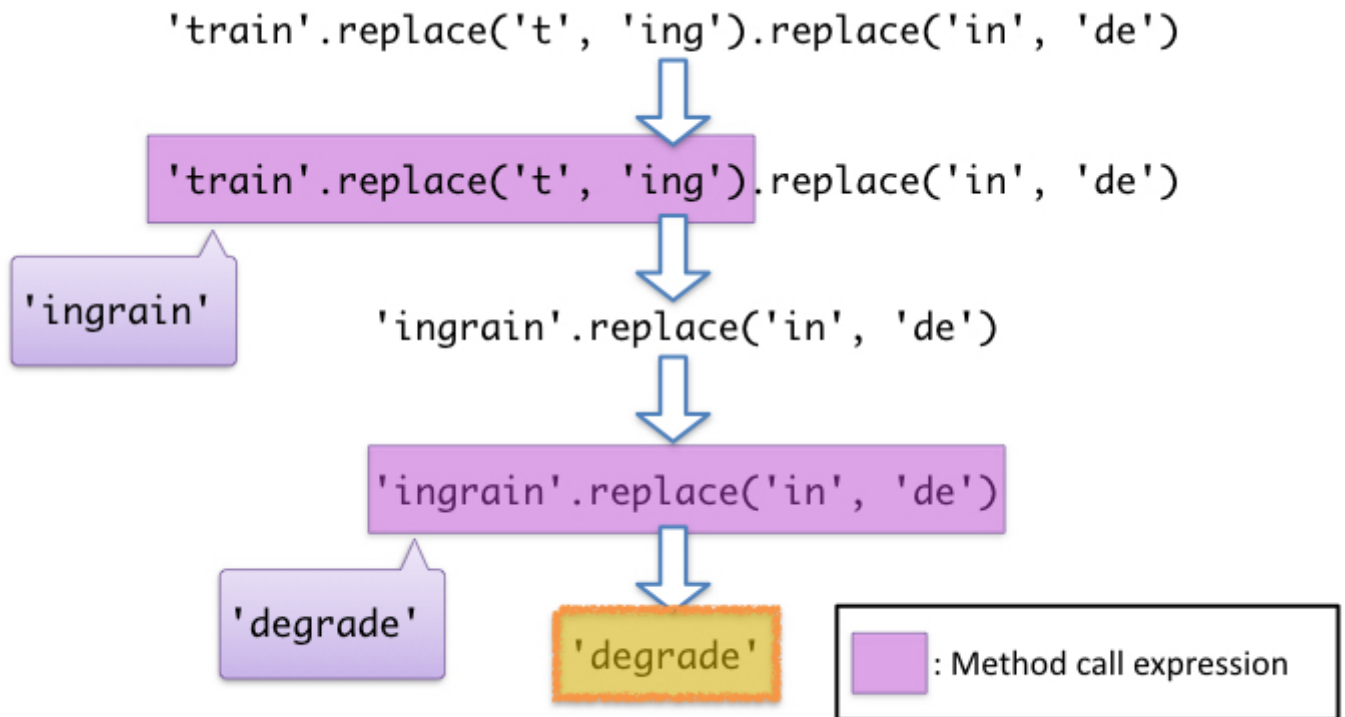 'train'.replace('t', 'ing').replace('in', 'de')
'train'.replace('t', 'ing').replace('in', 'de')
'ingrain'
'ingrain'.replace('in', 'de')
'ingrain'.replace('in', 'de')
'degrade'
'degrade'
: Method call expression